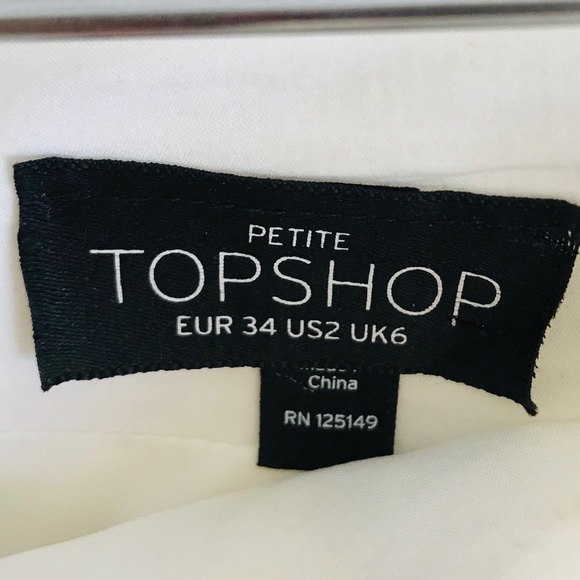 PETITE
TOPSHOP
EUR 34 US2 UK6
China
RN 125149